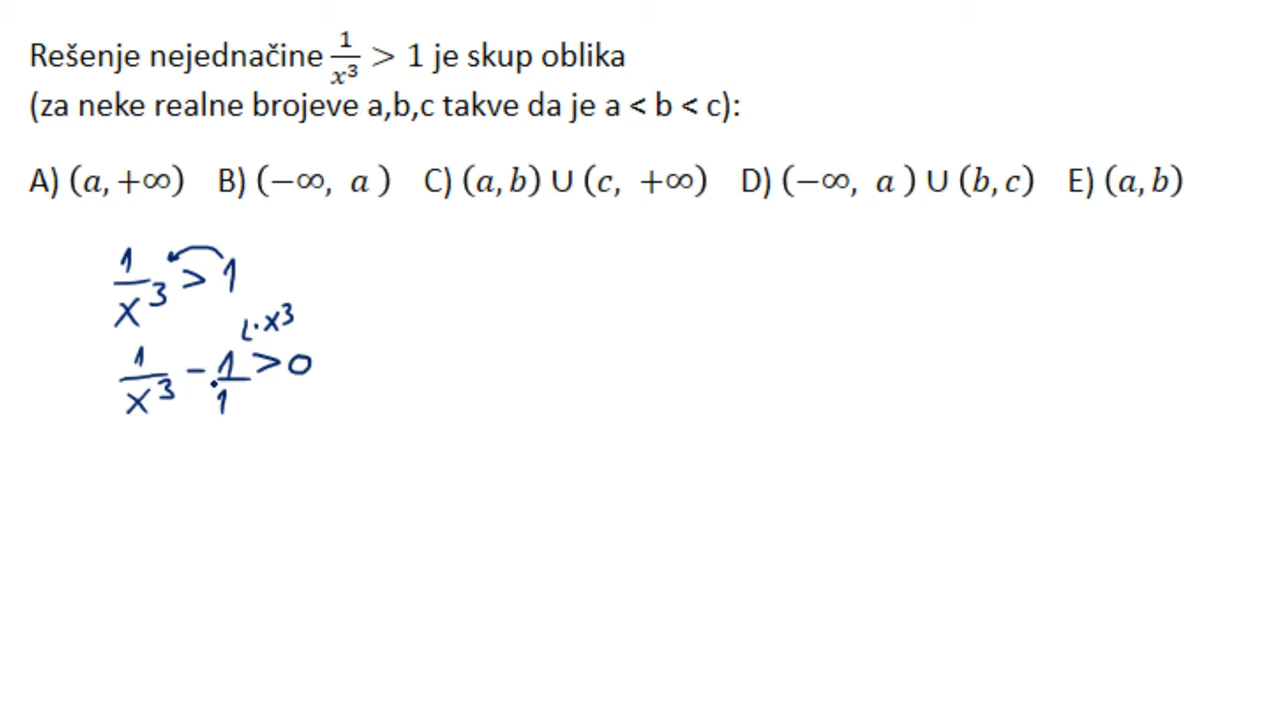 Rešenje nejednačine 1/x³ > 1 je skup oblika
(za neke realne brojeve a,b,c takve da je a < b < c):
A) (a, +∞) B) (−∞, a ) C) (a, b) ∪ (c, +∞) D) (−∞, a ) ∪ (b, c) E) (a, b)
1/x³ > 1
·x³
1/x³ − 1/1 > 0